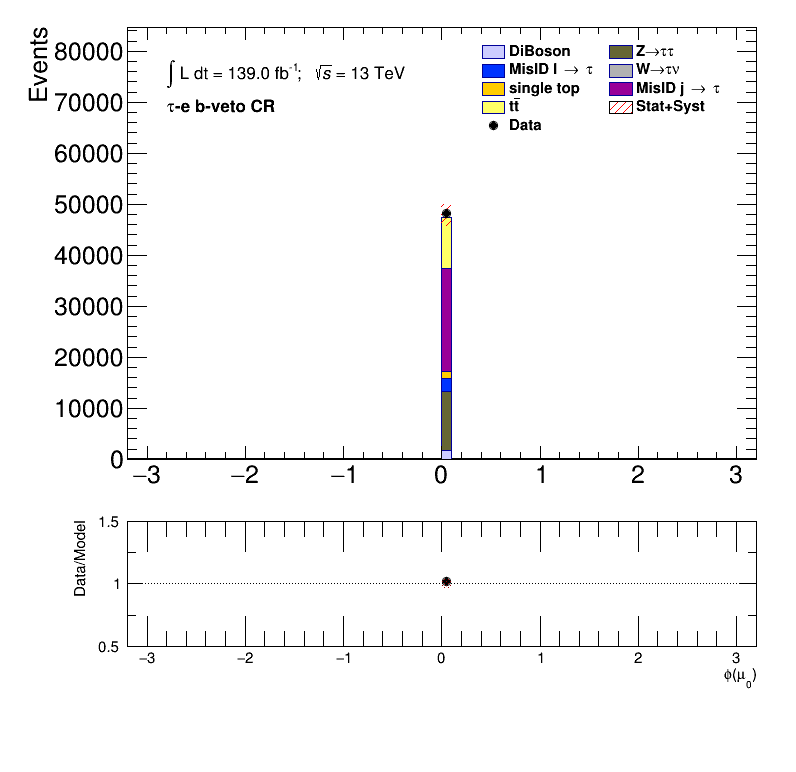 Events
80000
70000
60000
50000
40000
30000
20000
10000
0
∫ L dt = 139.0 fb⁻¹; √s = 13 TeV
τ-e b-veto CR
DiBoson
MisID l → τ
single top
tt̄
Data
Z→ττ
W→τν
MisID j → τ
Stat+Syst
−3 −2 −1 0 1 2 3
Data/Model
1.5
1
0.5
−3 −2 −1 0 1 2 3
ϕ(μ₀)